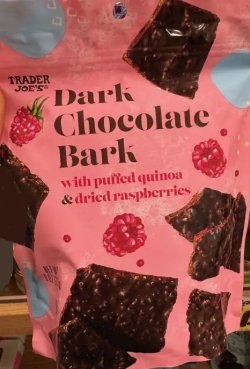 TRADER
JOE'S®
Dark
Chocolate
Bark
with puffed quinoa
& dried raspberries